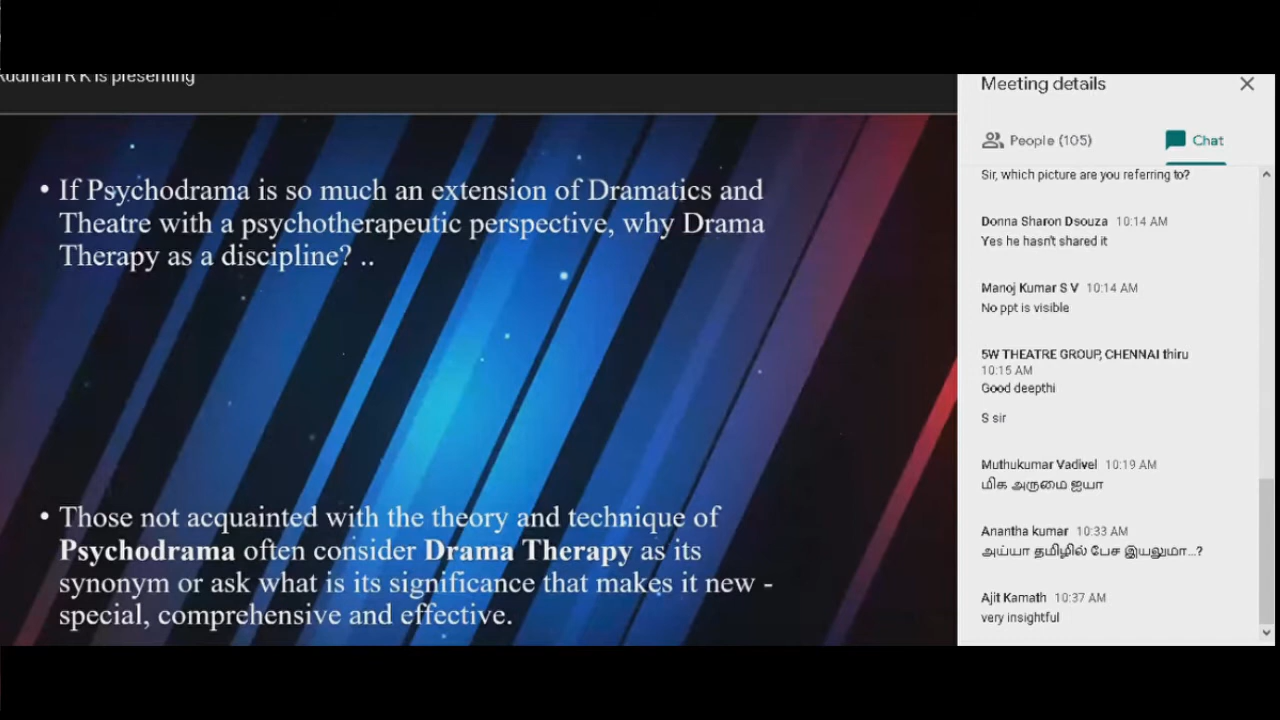 R K is presenting
• If Psychodrama is so much an extension of Dramatics and
Theatre with a psychotherapeutic perspective, why Drama
Therapy as a discipline? ..
• Those not acquainted with the theory and technique of
Psychodrama often consider Drama Therapy as its
synonym or ask what is its significance that makes it new -
special, comprehensive and effective.
Meeting details
People (105)
Chat
Sir, which picture are you referring to?
Donna Sharon Dsouza 10:14 AM
Yes he hasn't shared it
Manoj Kumar S V 10:14 AM
No ppt is visible
5W THEATRE GROUP, CHENNAI thiru
10:15 AM
Good deepthi
S sir
Muthukumar Vadivel 10:19 AM
மிக அருமை ஐயா
Anantha kumar 10:33 AM
அய்யா தமிழில் பேச இயலுமா...?
Ajit Kamath 10:37 AM
very insightful